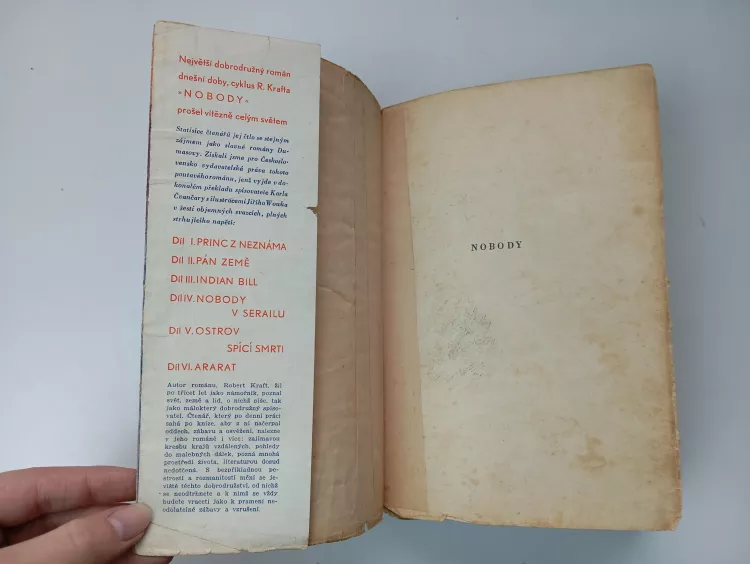 Největší dobrodružný román
dnešní doby, cyklus R. Krafta
"NOBODY"
prošel vítězně celým světem
Statisíce čtenářů jej čtlo se stejným
zájmem jako slavné romány Du-
masovy. Získali jsme pro Českoslo-
vensko vydavatelská práva tohoto
poutavého románu, jenž vyjde v do-
konalém překladu spisovatele Karla
Čvančary s ilustracemi Jiřího Wowka
v šesti objemných svazcích, plných
strhujícího napětí:
Díl I. PRINC Z NEZNÁMA
Díl II. PÁN ZEMĚ
Díl III. INDIAN BILL
Díl IV. NOBODY
V SERAILU
Díl V. OSTROV
SPÍCÍ SMRTI
Díl VI. ARARAT
Autor románu, Robert Kraft, žil
po třicet let jako námořník, poznal
svět, země a lid, o nichž píše, tak
jako málokterý dobrodružný spiso-
vatel. Čtenář, který po denní práci
sahá po knize, aby z ní načerpal
oddech, zábavu a osvěžení, nalezne
v jeho románě i více: zajímavou
kresbu krajů vzdálených, pohledy
do malebných dálek, pozná mnohá
prostředí života, literaturou dosud
nedotčená. S bezpříkladnou pe-
strostí a rozmanitostí mění se je-
viště těchto dobrodružství, od nichž
se neodtrhnete a k nimž se vždy
budete vraceti jako k prameni ne-
odolatelné zábavy a vzrušení.
NOBODY